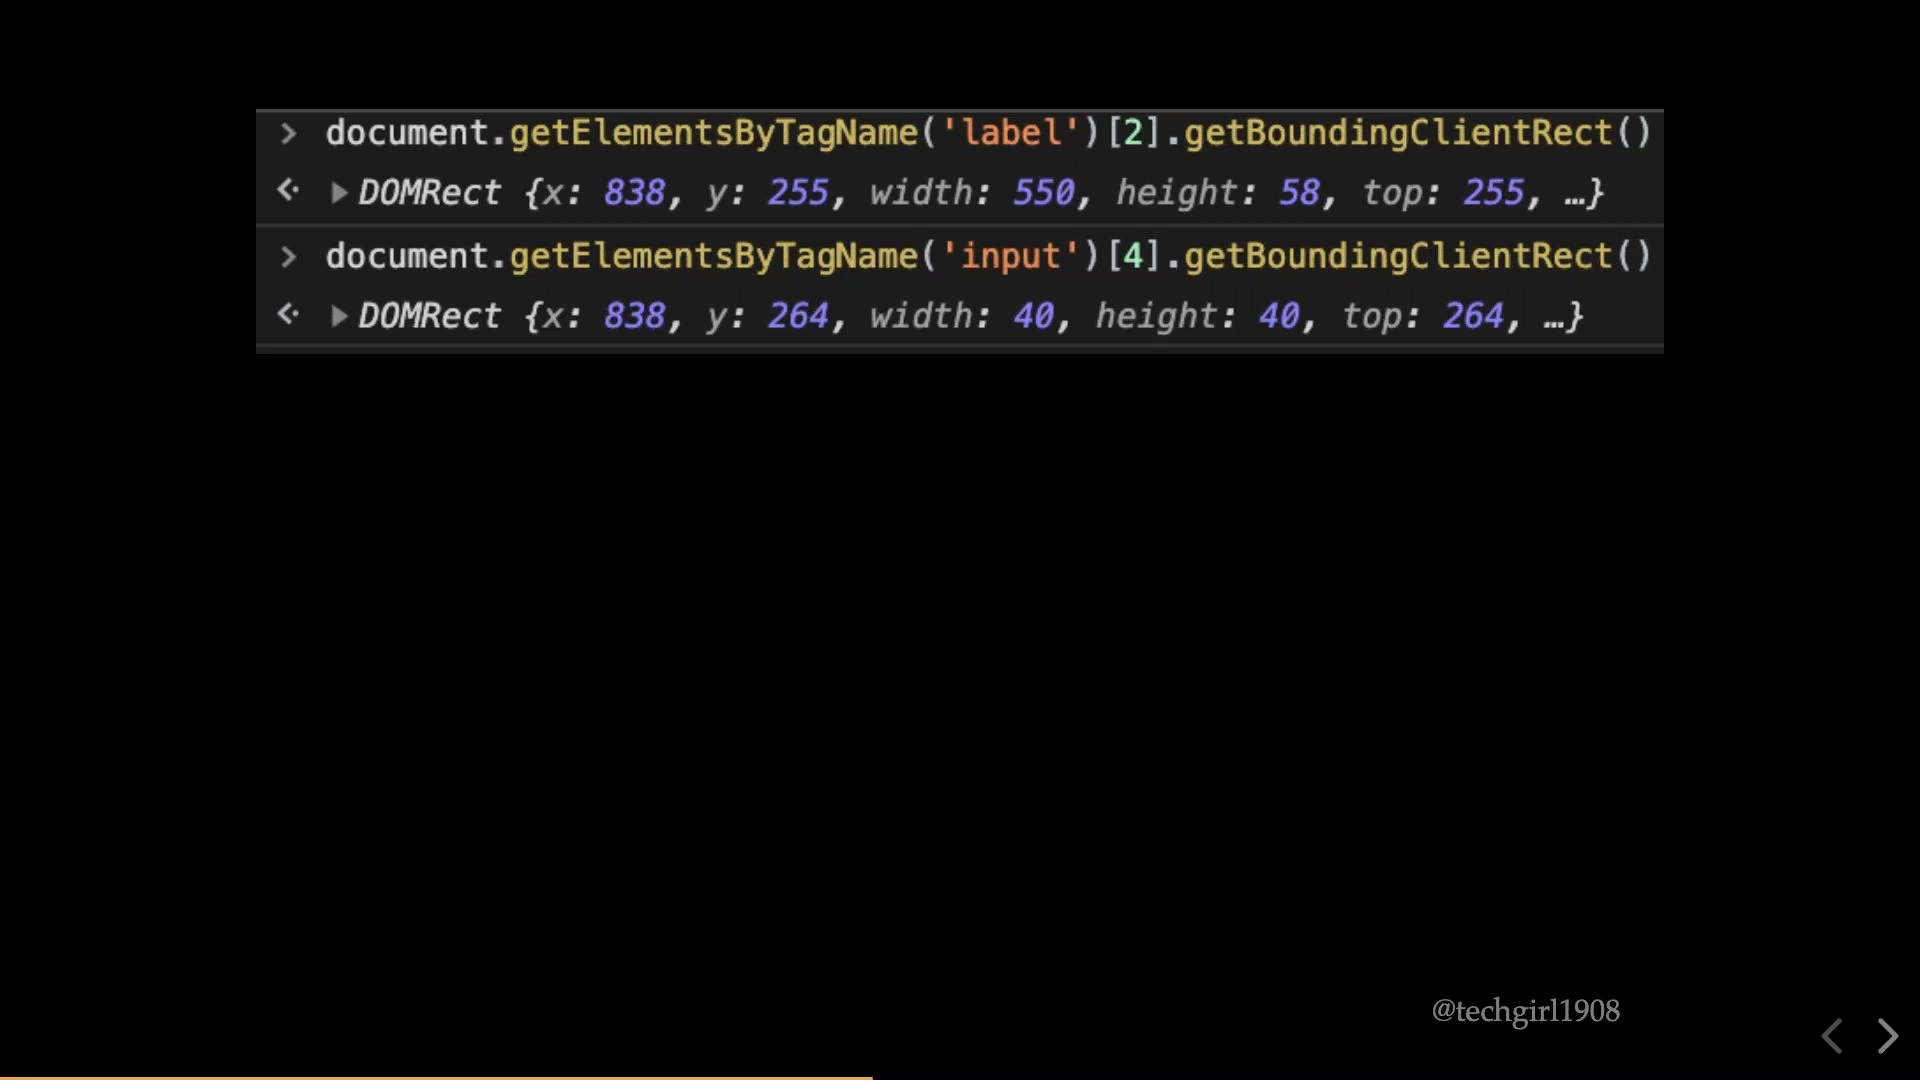 > document.getElementsByTagName('label')[2].getBoundingClientRect()
<· ▶ DOMRect {x: 838, y: 255, width: 550, height: 58, top: 255, …}
> document.getElementsByTagName('input')[4].getBoundingClientRect()
<· ▶ DOMRect {x: 838, y: 264, width: 40, height: 40, top: 264, …}
@techgirl1908